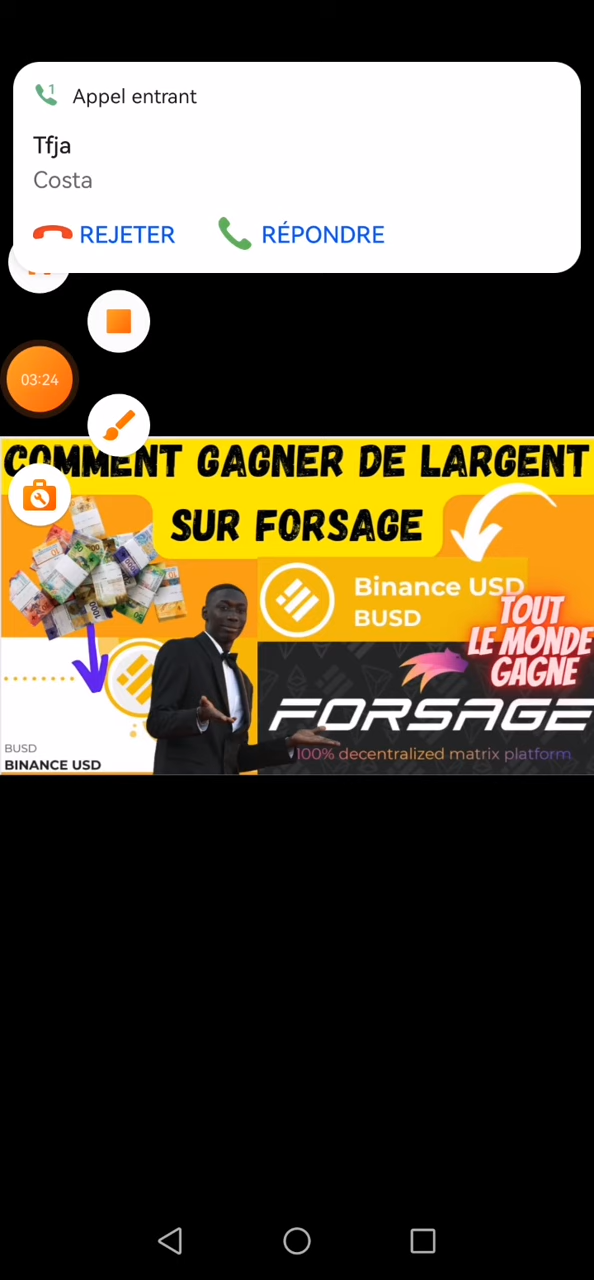 1
Appel entrant
Tfja
Costa
REJETER
RÉPONDRE
03:24
COMMENT GAGNER DE LARGENT
SUR FORSAGE
Binance USD
BUSD
TOUT
LE MONDE
GAGNE
FORSAGE
100% decentralized matrix platform
BUSD
BINANCE USD